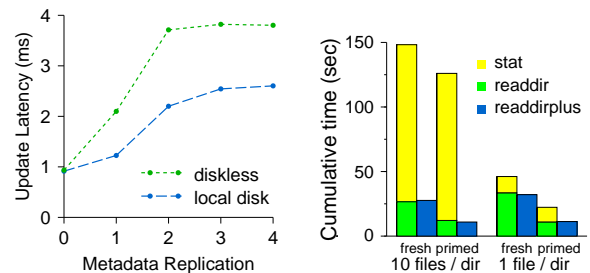 Update Latency (ms)
4
3
2
1
0
diskless
local disk
0 1 2 3 4
Metadata Replication
Cumulative time (sec)
150
100
50
0
stat
readdir
readdirplus
fresh primed fresh primed
10 files / dir 1 file / dir